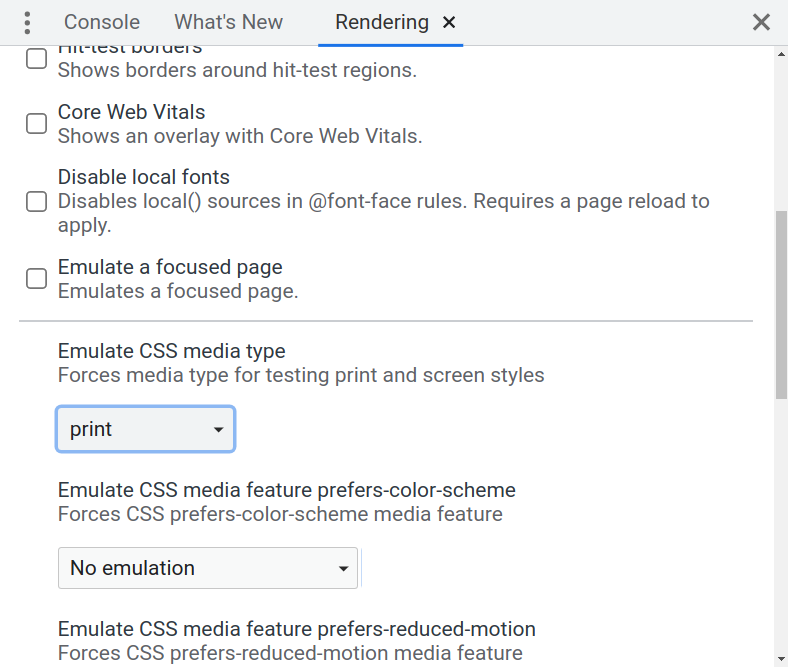 Console What's New Rendering
Hit-test borders
Shows borders around hit-test regions.
Core Web Vitals
Shows an overlay with Core Web Vitals.
Disable local fonts
Disables local() sources in @font-face rules. Requires a page reload to
apply.
Emulate a focused page
Emulates a focused page.
Emulate CSS media type
Forces media type for testing print and screen styles
print
Emulate CSS media feature prefers-color-scheme
Forces CSS prefers-color-scheme media feature
No emulation
Emulate CSS media feature prefers-reduced-motion
Forces CSS prefers-reduced-motion media feature